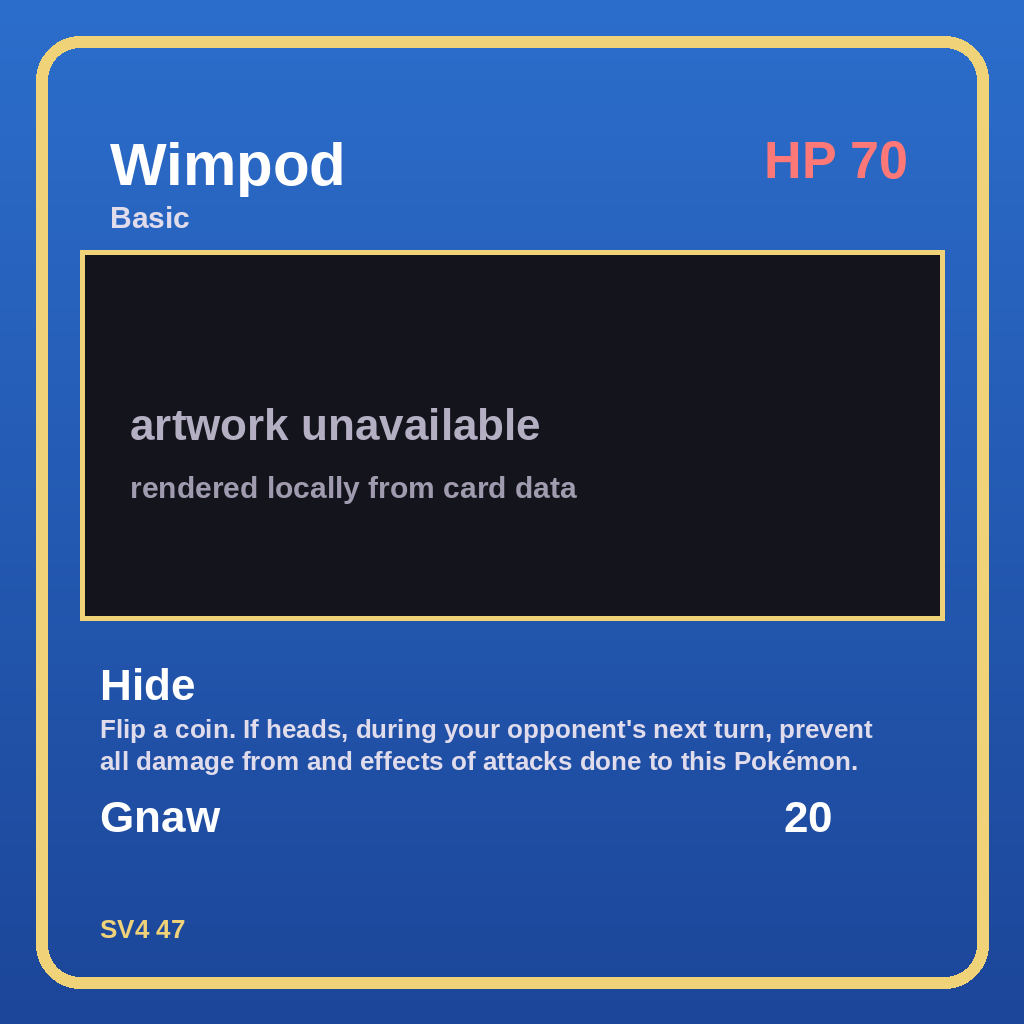 Wimpod
HP 70
Basic
artwork unavailable
rendered locally from card data
Hide
Flip a coin. If heads, during your opponent's next turn, prevent
all damage from and effects of attacks done to this Pokémon.
Gnaw 20
SV4 47